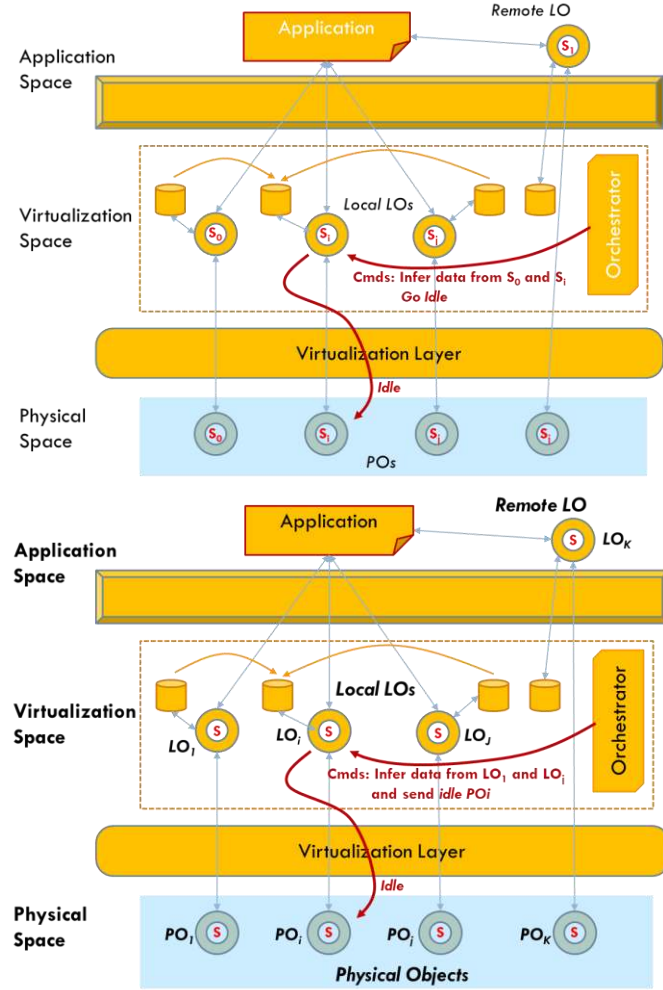 Remote LO
Application
S₁
Application
Space
Virtualization
Space
Local LOs
S₀
Sᵢ
Sⱼ
Orchestrator
Cmds: Infer data from S₀ and Sᵢ
Go Idle
Virtualization Layer
Idle
Physical
Space
S₀
Sᵢ
Sⱼ
Sⱼ
POs
Remote LO
Application
S
LOₖ
Application
Space
Virtualization
Space
Local LOs
LO₁
S
LOᵢ
S
S
LOⱼ
Orchestrator
Cmds: Infer data from LO₁ and LOⱼ
and send idle POi
Virtualization Layer
Idle
Physical
Space
PO₁
S
POᵢ
S
POⱼ
S
POₖ
S
Physical Objects